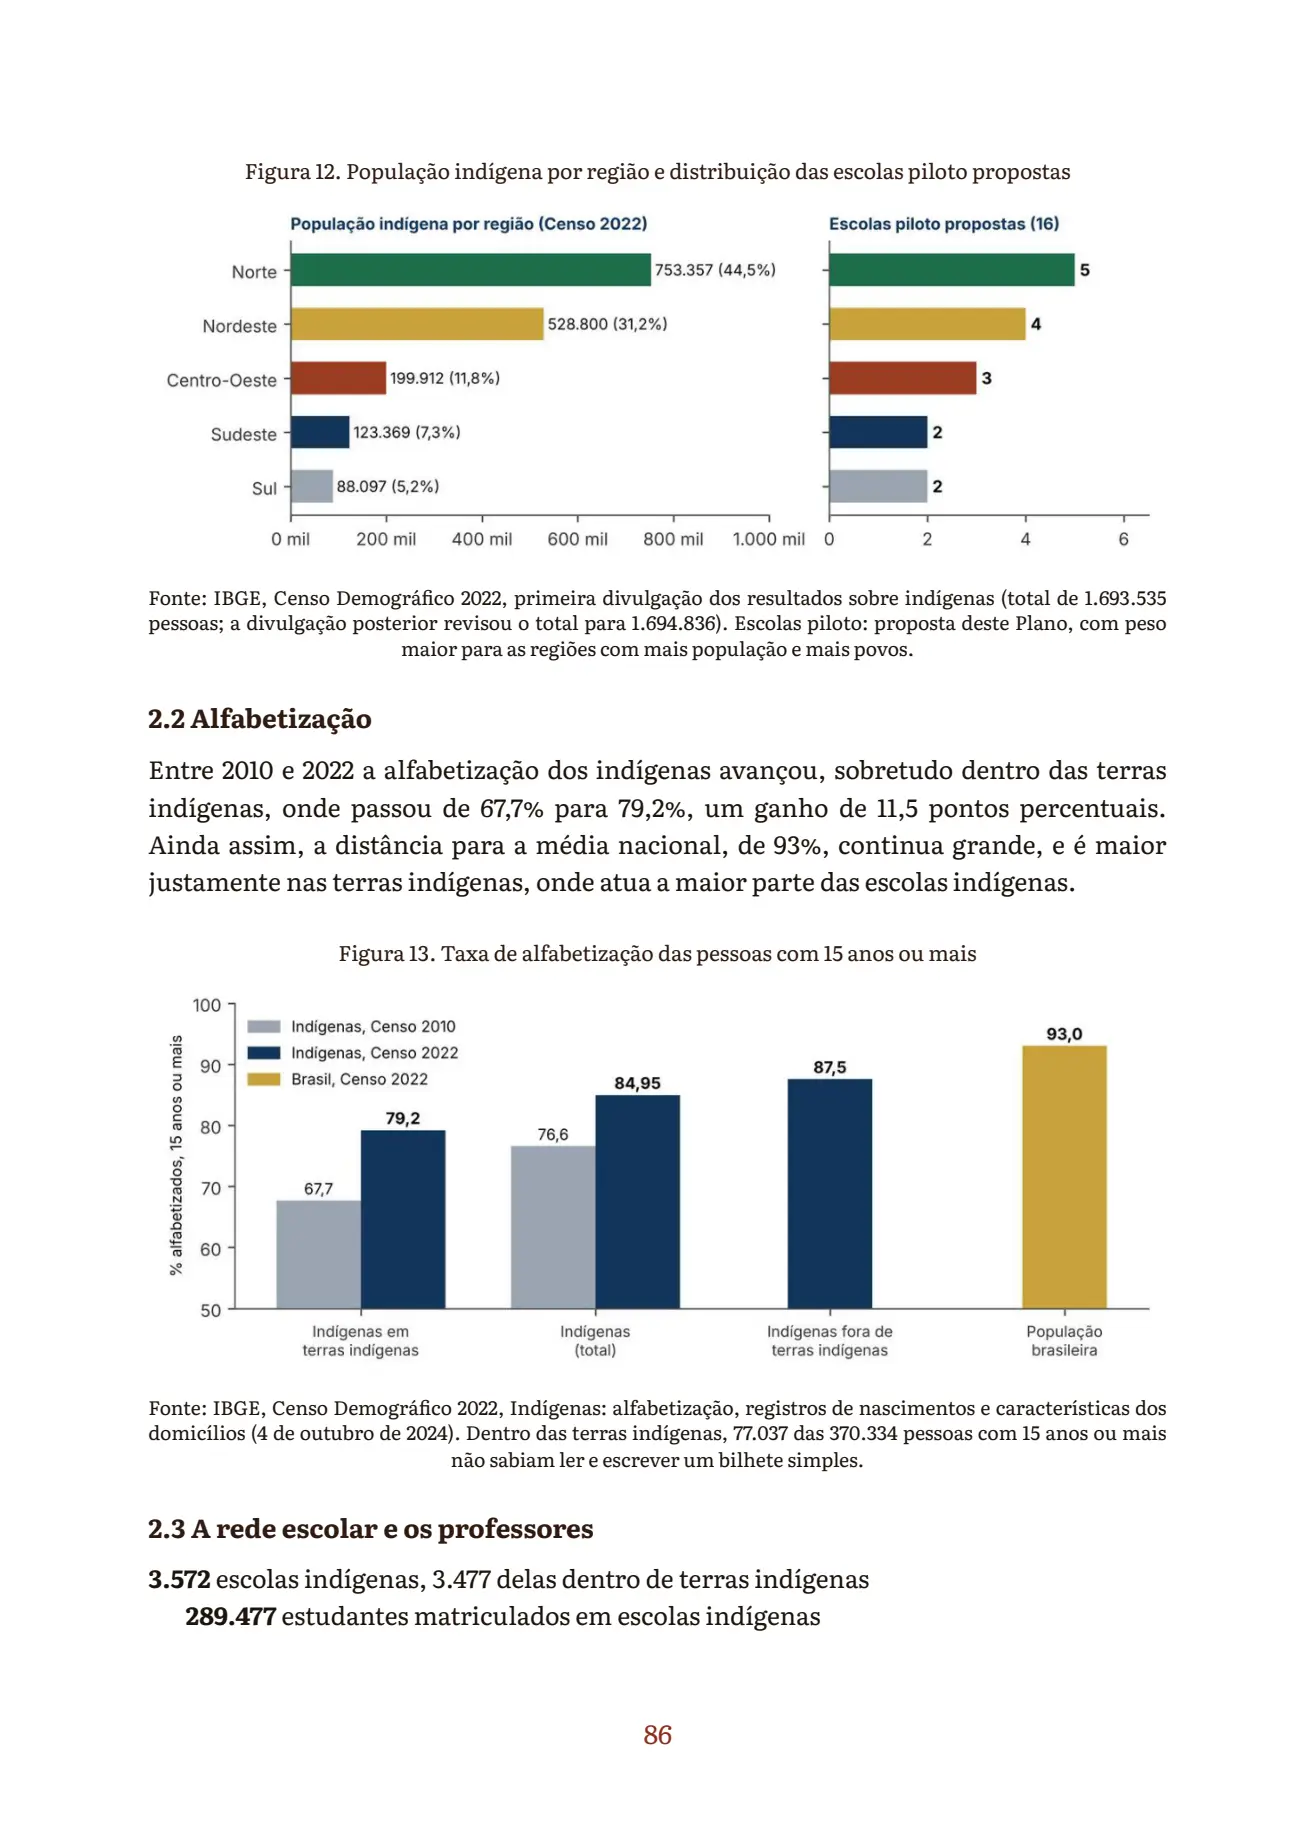 Figura 12. População indígena por região e distribuição das escolas piloto propostas
População indígena por região (Censo 2022)
Norte
753.357 (44,5%)
Nordeste
528.800 (31,2%)
Centro-Oeste
199.912 (11,8%)
Sudeste
123.369 (7,3%)
Sul
88.097 (5,2%)
0 mil 200 mil 400 mil 600 mil 800 mil 1.000 mil
Escolas piloto propostas (16)
5
4
3
2
2
0 2 4 6
Fonte: IBGE, Censo Demográfico 2022, primeira divulgação dos resultados sobre indígenas (total de 1.693.535
pessoas; a divulgação posterior revisou o total para 1.694.836). Escolas piloto: proposta deste Plano, com peso
maior para as regiões com mais população e mais povos.
2.2 Alfabetização
Entre 2010 e 2022 a alfabetização dos indígenas avançou, sobretudo dentro das terras
indígenas, onde passou de 67,7% para 79,2%, um ganho de 11,5 pontos percentuais.
Ainda assim, a distância para a média nacional, de 93%, continua grande, e é maior
justamente nas terras indígenas, onde atua a maior parte das escolas indígenas.
Figura 13. Taxa de alfabetização das pessoas com 15 anos ou mais
% alfabetizados, 15 anos ou mais
100
90
80
70
60
50
Indígenas, Censo 2010
Indígenas, Censo 2022
Brasil, Censo 2022
67,7
79,2
76,6
84,95
87,5
93,0
Indígenas em
terras indígenas
Indígenas
(total)
Indígenas fora de
terras indígenas
População
brasileira
Fonte: IBGE, Censo Demográfico 2022, Indígenas: alfabetização, registros de nascimentos e características dos
domicílios (4 de outubro de 2024). Dentro das terras indígenas, 77.037 das 370.334 pessoas com 15 anos ou mais
não sabiam ler e escrever um bilhete simples.
2.3 A rede escolar e os professores
3.572 escolas indígenas, 3.477 delas dentro de terras indígenas
289.477 estudantes matriculados em escolas indígenas
86